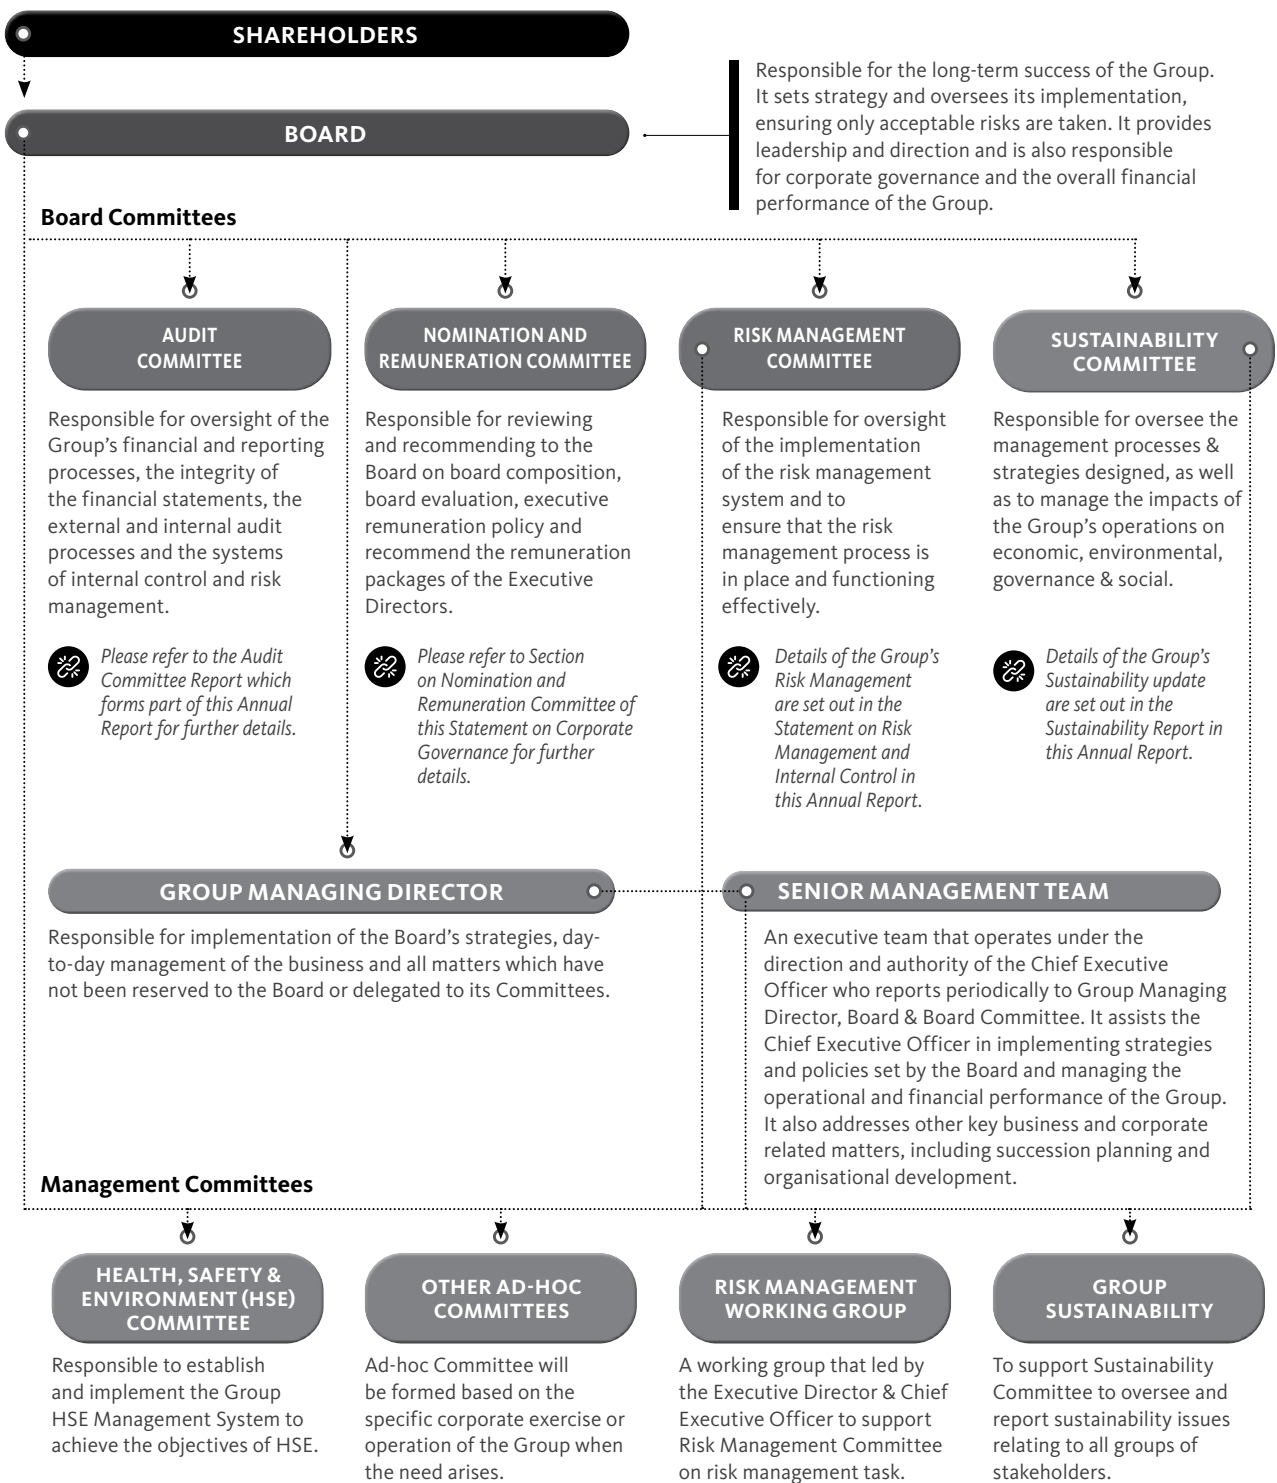 SHAREHOLDERS
BOARD
Responsible for the long-term success of the Group.
It sets strategy and oversees its implementation,
ensuring only acceptable risks are taken. It provides
leadership and direction and is also responsible
for corporate governance and the overall financial
performance of the Group.
Board Committees
AUDIT
COMMITTEE
Responsible for oversight of the
Group's financial and reporting
processes, the integrity of
the financial statements, the
external and internal audit
processes and the systems
of internal control and risk
management.
Please refer to the Audit
Committee Report which
forms part of this Annual
Report for further details.
NOMINATION AND
REMUNERATION COMMITTEE
Responsible for reviewing
and recommending to the
Board on board composition,
board evaluation, executive
remuneration policy and
recommend the remuneration
packages of the Executive
Directors.
Please refer to Section
on Nomination and
Remuneration Committee of
this Statement on Corporate
Governance for further
details.
RISK MANAGEMENT
COMMITTEE
Responsible for oversight
of the implementation
of the risk management
system and to
ensure that the risk
management process is
in place and functioning
effectively.
Details of the Group's
Risk Management
are set out in the
Statement on Risk
Management and
Internal Control in
this Annual Report.
SUSTAINABILITY
COMMITTEE
Responsible for oversee the
management processes &
strategies designed, as well
as to manage the impacts of
the Group's operations on
economic, environmental,
governance & social.
Details of the Group's
Sustainability update
are set out in the
Sustainability Report in
this Annual Report.
GROUP MANAGING DIRECTOR
Responsible for implementation of the Board's strategies, day-
to-day management of the business and all matters which have
not been reserved to the Board or delegated to its Committees.
SENIOR MANAGEMENT TEAM
An executive team that operates under the
direction and authority of the Chief Executive
Officer who reports periodically to Group Managing
Director, Board & Board Committee. It assists the
Chief Executive Officer in implementing strategies
and policies set by the Board and managing the
operational and financial performance of the Group.
It also addresses other key business and corporate
related matters, including succession planning and
organisational development.
Management Committees
HEALTH, SAFETY &
ENVIRONMENT (HSE)
COMMITTEE
Responsible to establish
and implement the Group
HSE Management System to
achieve the objectives of HSE.
OTHER AD-HOC
COMMITTEES
Ad-hoc Committee will
be formed based on the
specific corporate exercise or
operation of the Group when
the need arises.
RISK MANAGEMENT
WORKING GROUP
A working group that led by
the Executive Director & Chief
Executive Officer to support
Risk Management Committee
on risk management task.
GROUP
SUSTAINABILITY
To support Sustainability
Committee to oversee and
report sustainability issues
relating to all groups of
stakeholders.